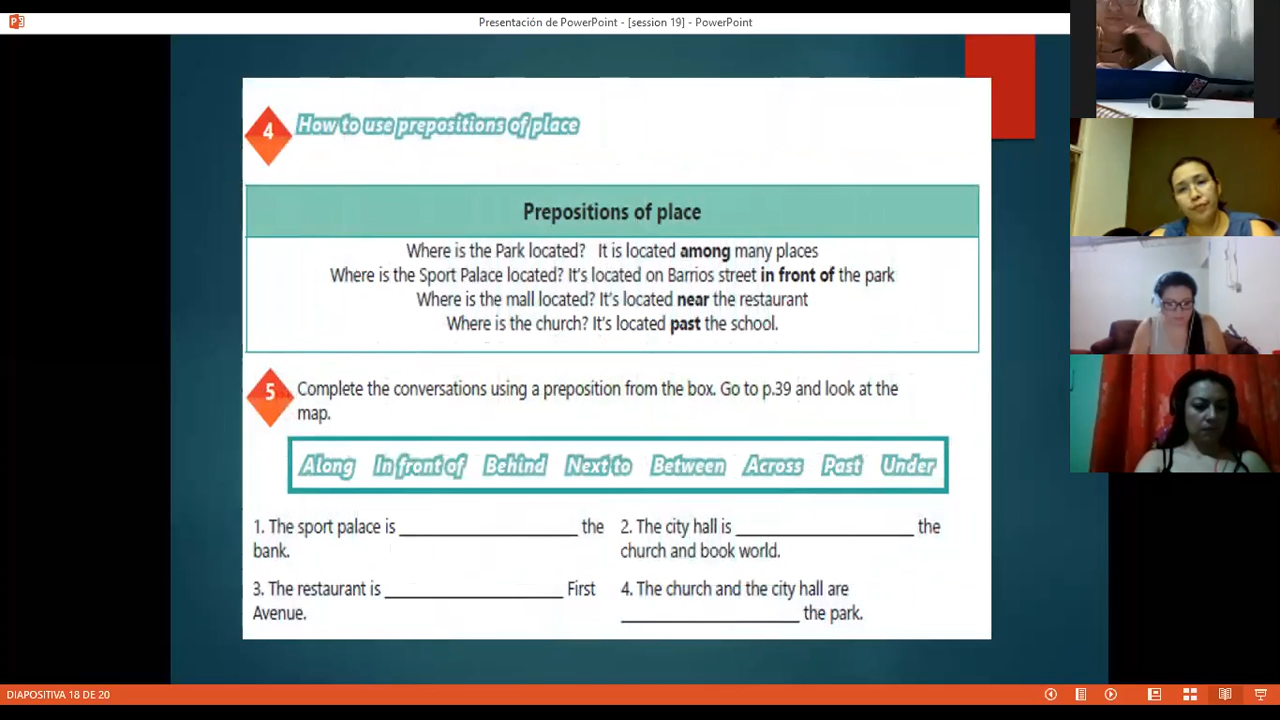 Presentación de PowerPoint - [session 19] - PowerPoint
4
How to use prepositions of place
Prepositions of place
Where is the Park located? It is located among many places
Where is the Sport Palace located? It's located on Barrios street in front of the park
Where is the mall located? It's located near the restaurant
Where is the church? It's located past the school.
5
Complete the conversations using a preposition from the box. Go to p.39 and look at the
map.
Along In front of Behind Next to Between Across Past Under
1. The sport palace is ____________________ the
bank.
2. The city hall is ____________________ the
church and book world.
3. The restaurant is ____________________ First
Avenue.
4. The church and the city hall are
____________________ the park.
DIAPOSITIVA 18 DE 20